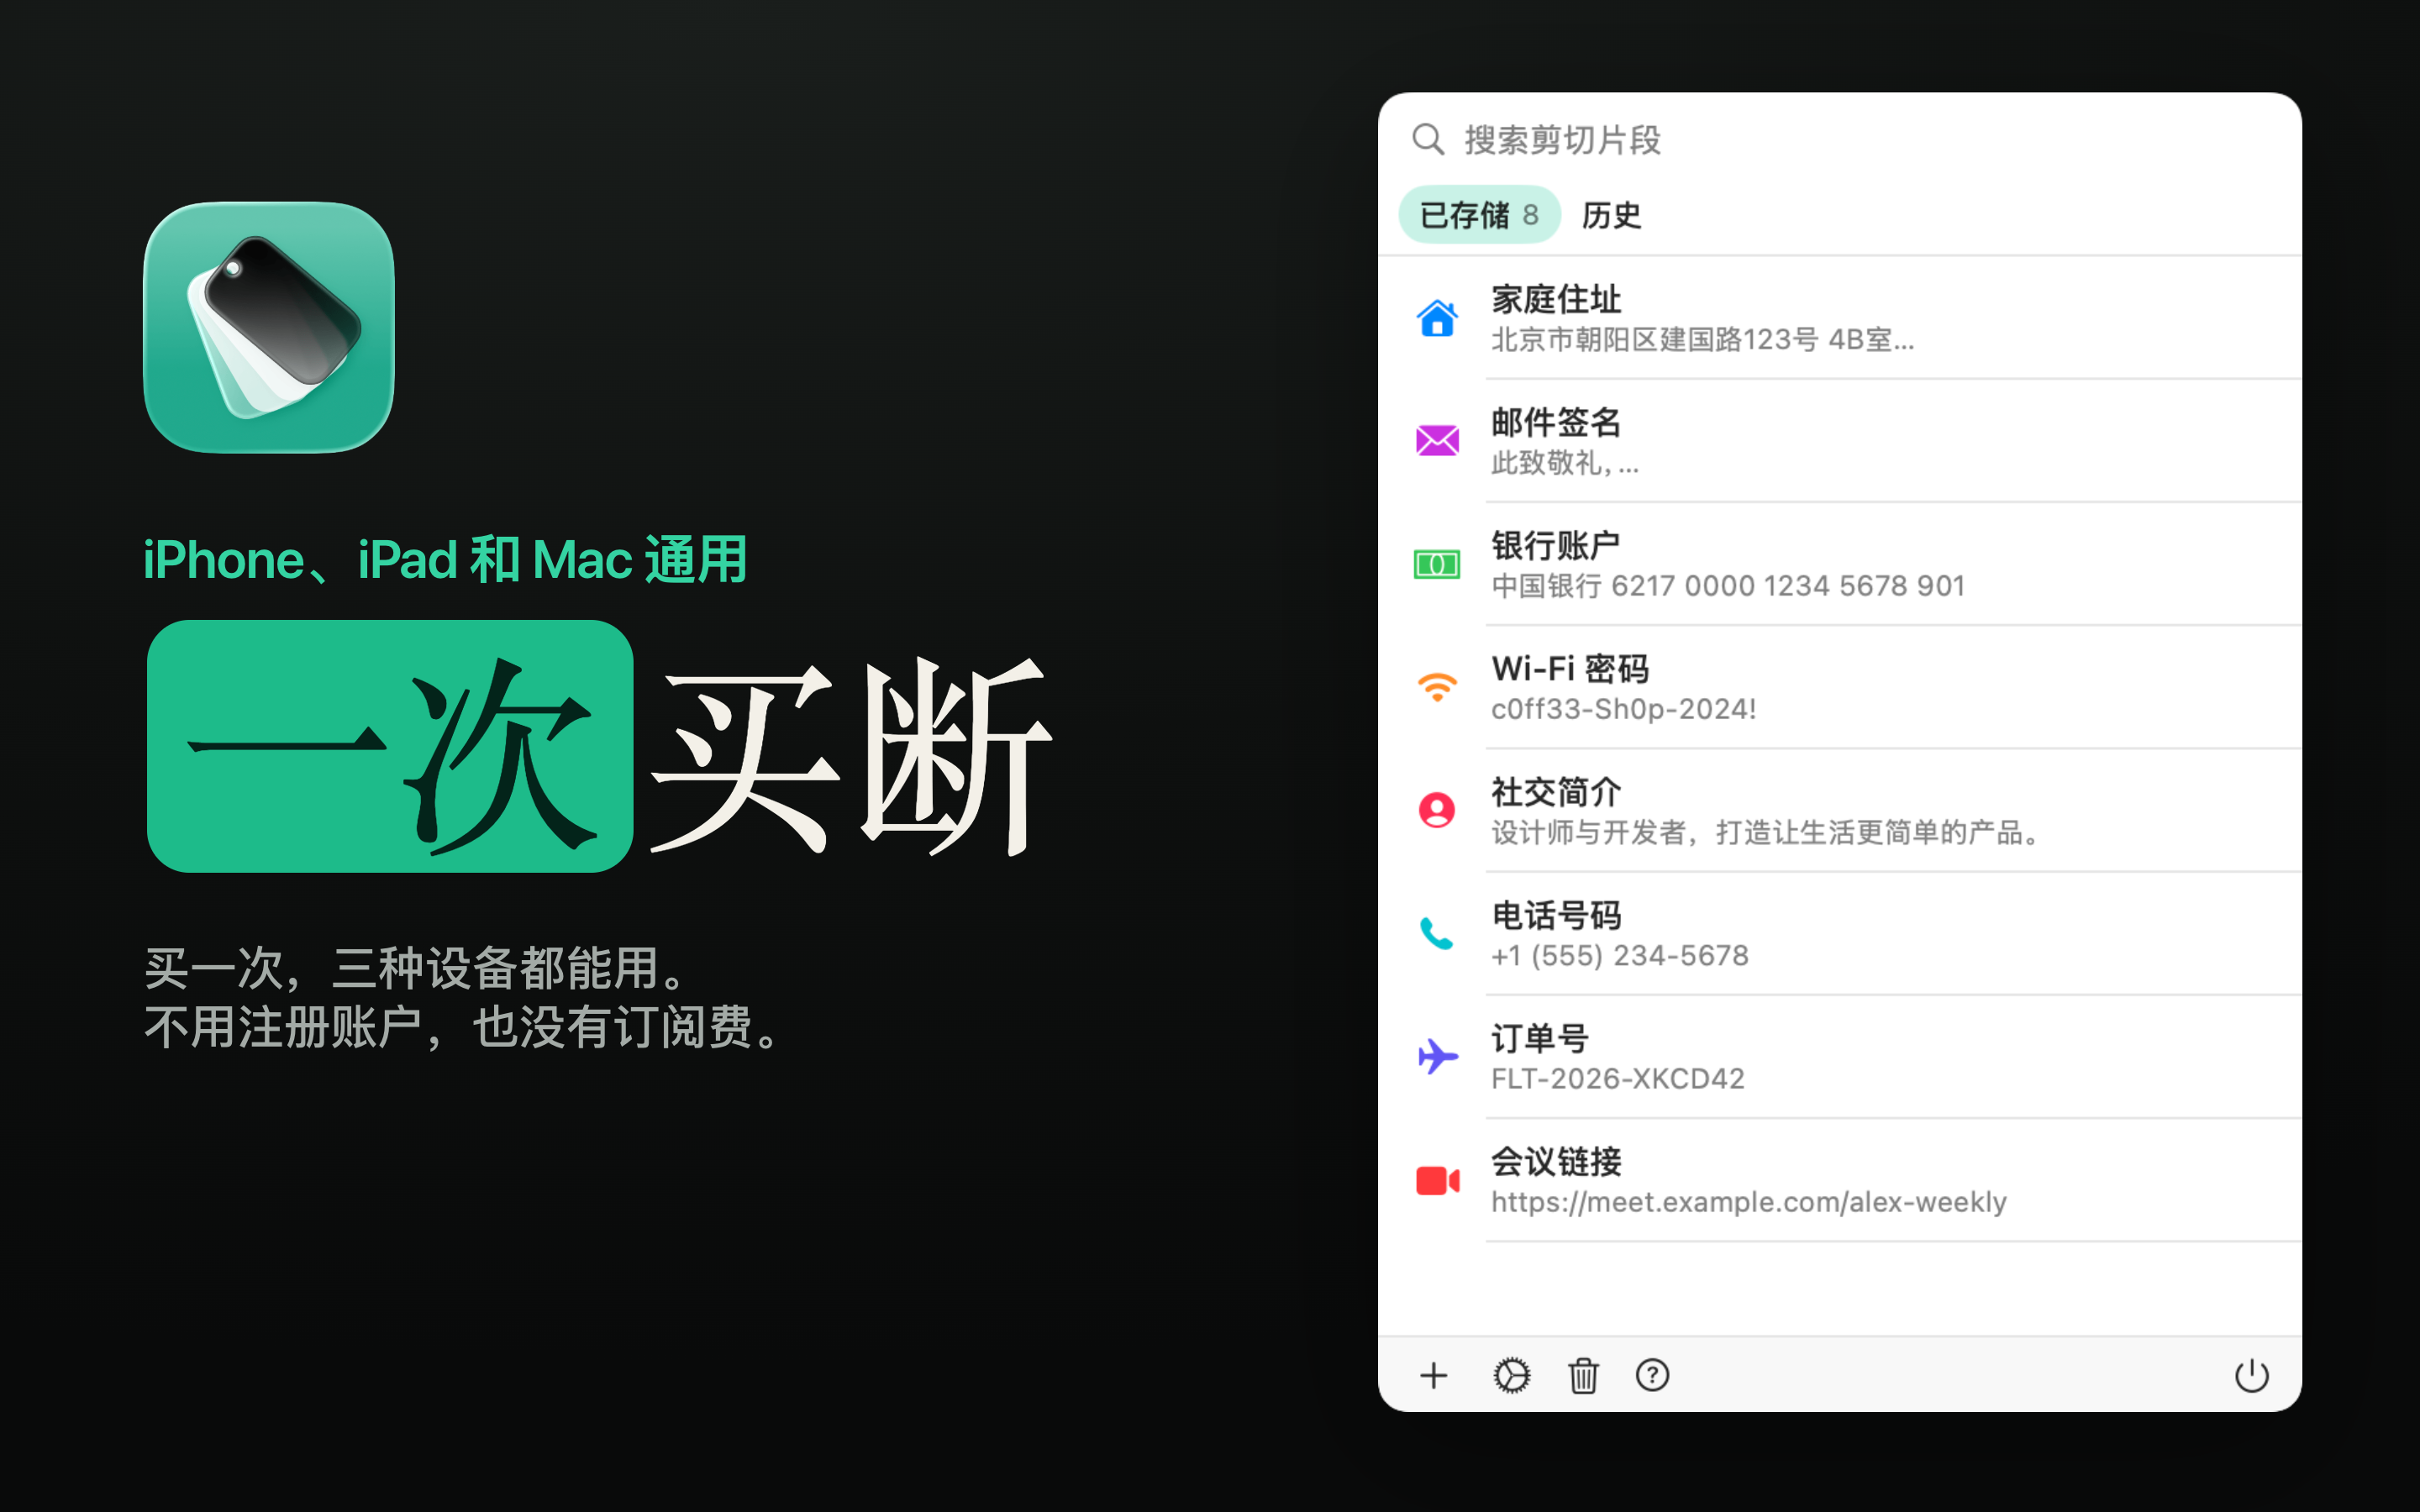 iPhone、iPad 和 Mac 通用
一次买断
买一次，三种设备都能用。
不用注册账户，也没有订阅费。
搜索剪切片段
已存储 8 历史
家庭住址
北京市朝阳区建国路123号 4B室...
邮件签名
此致敬礼, ...
银行账户
中国银行 6217 0000 1234 5678 901
Wi-Fi 密码
c0ff33-Sh0p-2024!
社交简介
设计师与开发者，打造让生活更简单的产品。
电话号码
+1 (555) 234-5678
订单号
FLT-2026-XKCD42
会议链接
https://meet.example.com/alex-weekly